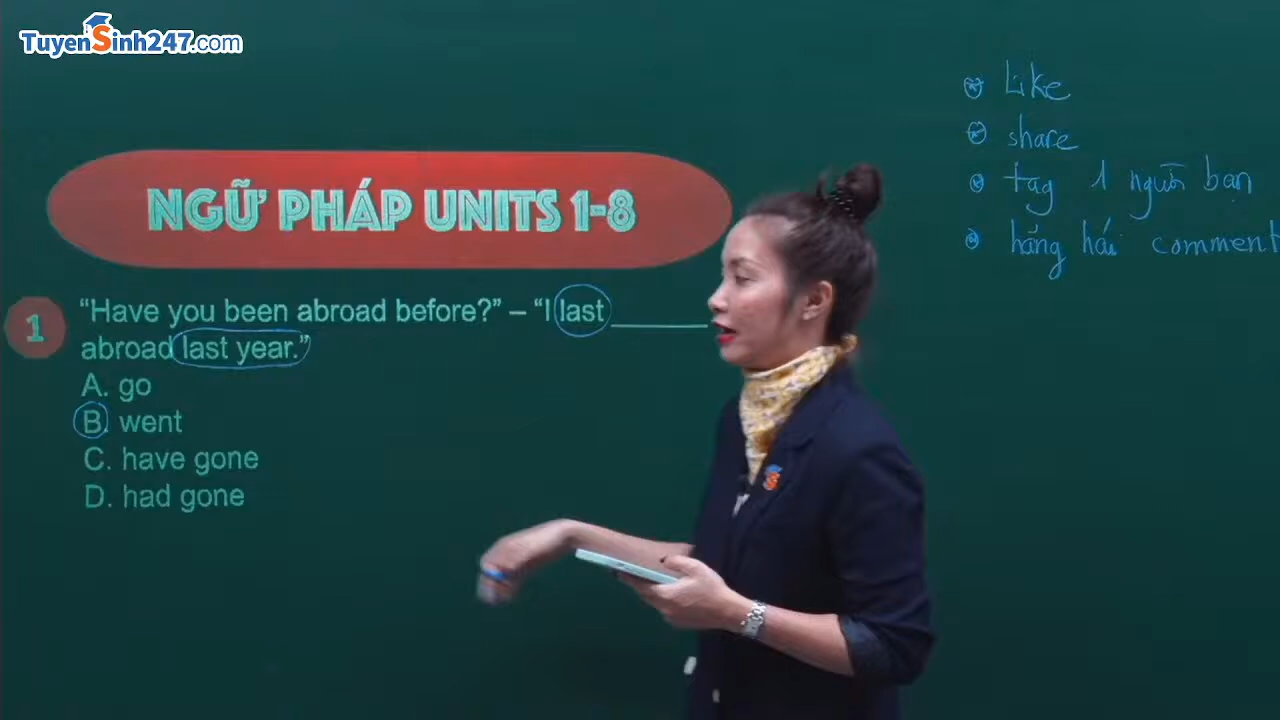 TuyenSinh247.com
Like
share
tag 1 người bạn
hăng hái comment
NGỮ PHÁP UNITS 1-8
1
“Have you been abroad before?” – “I last ________
abroad last year.”
A. go
B. went
C. have gone
D. had gone